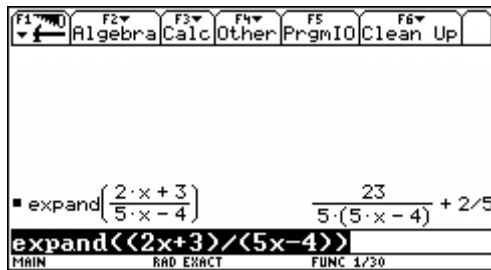 F1 F2 Algebra F3 Calc F4 Other F5 PrgmIO F6 Clean Up
■ expand((2·x + 3)/(5·x − 4)) 23/(5·(5·x − 4)) + 2/5
expand((2x+3)/(5x−4))
MAIN RAD EXACT FUNC 1/30